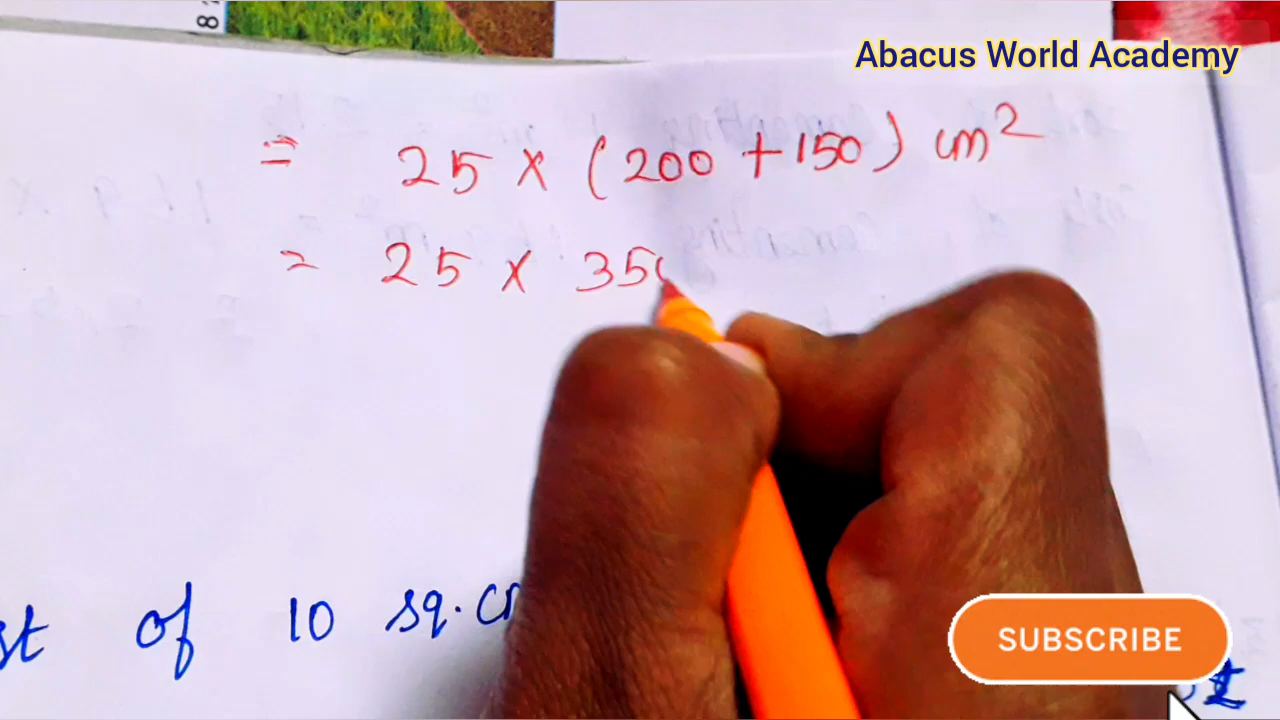 Abacus World Academy
= 25 × (200 + 150) cm²
= 25 × 35
of 10 sq.
SUBSCRIBE